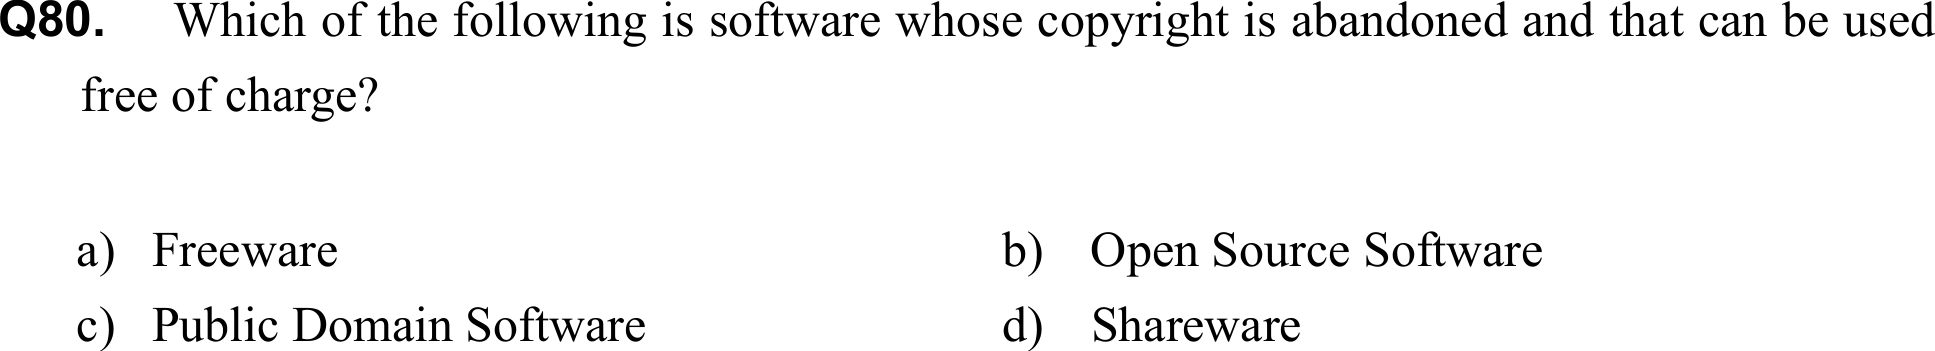 Q80. Which of the following is software whose copyright is abandoned and that can be used
free of charge?
a) Freeware b) Open Source Software
c) Public Domain Software d) Shareware